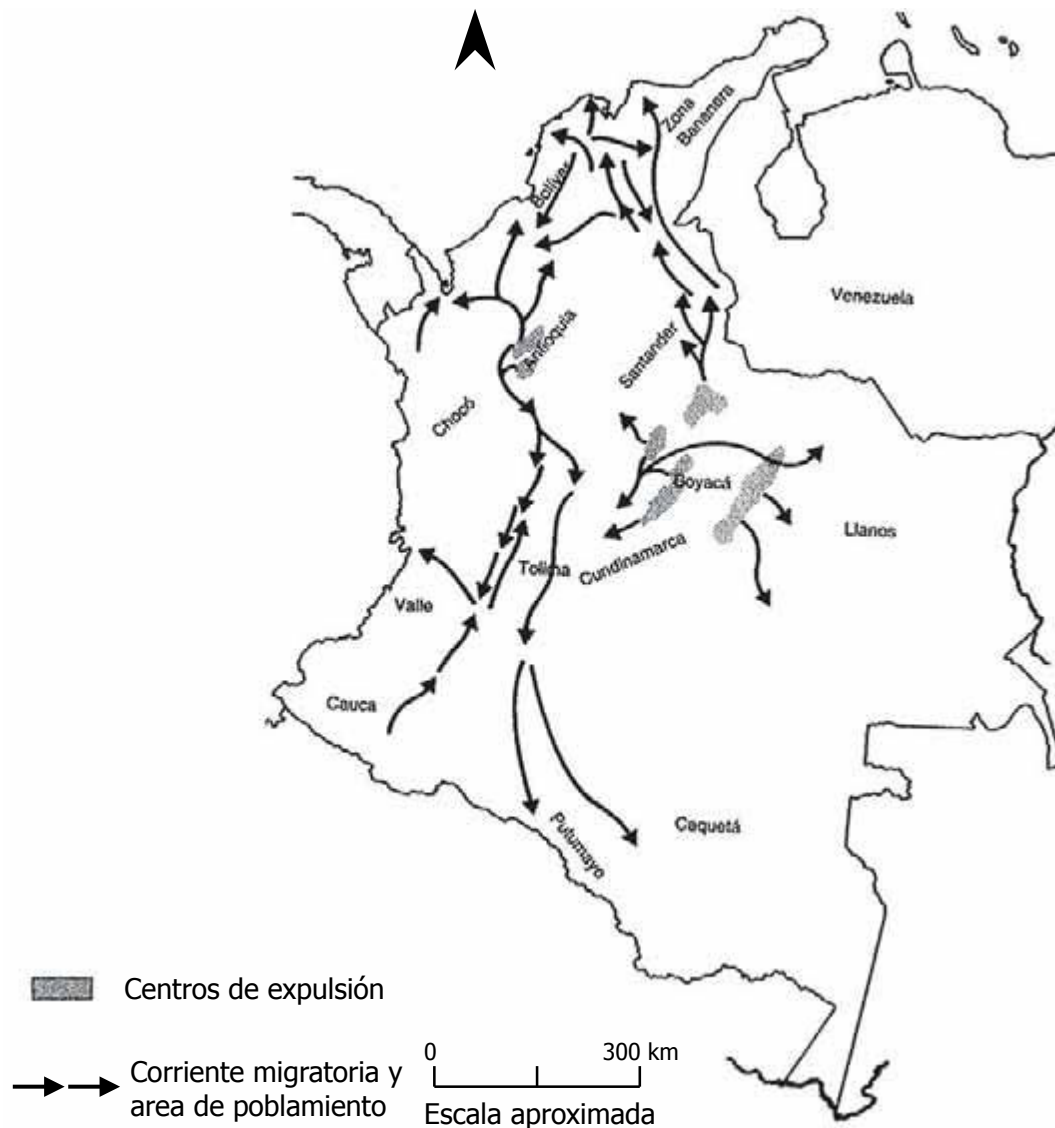 Zona
Bananera
Bolívar
Venezuela
Antioquia
Santander
Chocó
Boyacá
Llanos
Cundinamarca
Tolima
Valle
Cauca
Caquetá
Putumayo
Centros de expulsión
0 300 km
Corriente migratoria y
area de poblamiento
Escala aproximada